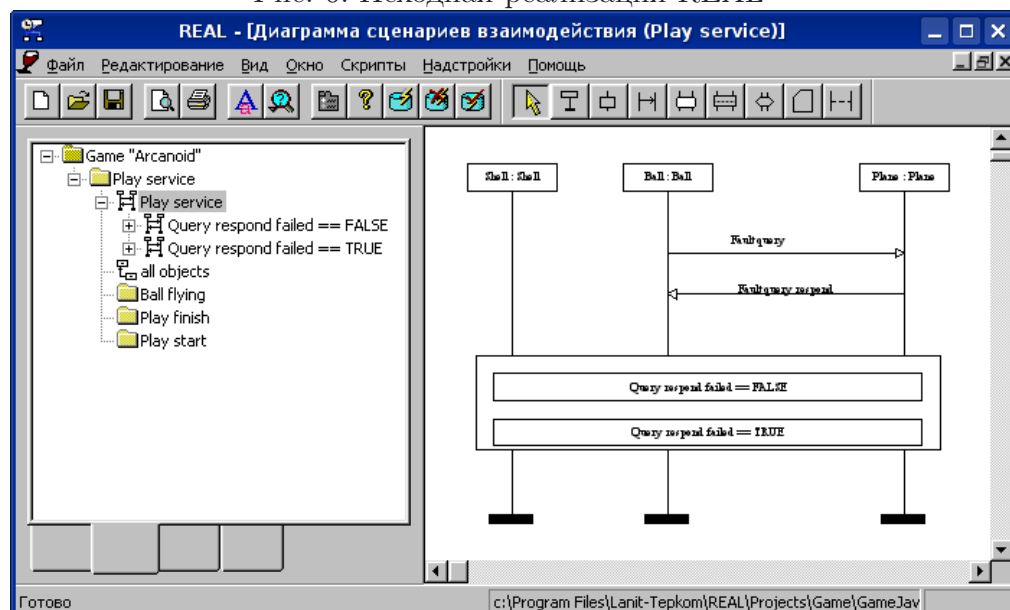 Рис. 6: Исходная реализация REAL
REAL - [Диаграмма сценариев взаимодействия (Play service)]
Файл Редактирование Вид Окно Скрипты Надстройки Помощь
Game "Arcanoid"
Play service
Play service
Query respond failed == FALSE
Query respond failed == TRUE
all objects
Ball flying
Play finish
Play start
Shell : Shell
Ball : Ball
Plane : Plane
Fault query
Fault query respond
Query respond failed == FALSE
Query respond failed == TRUE
Готово
c:\Program Files\Lanit-Tepkom\REAL\Projects\Game\GameJav